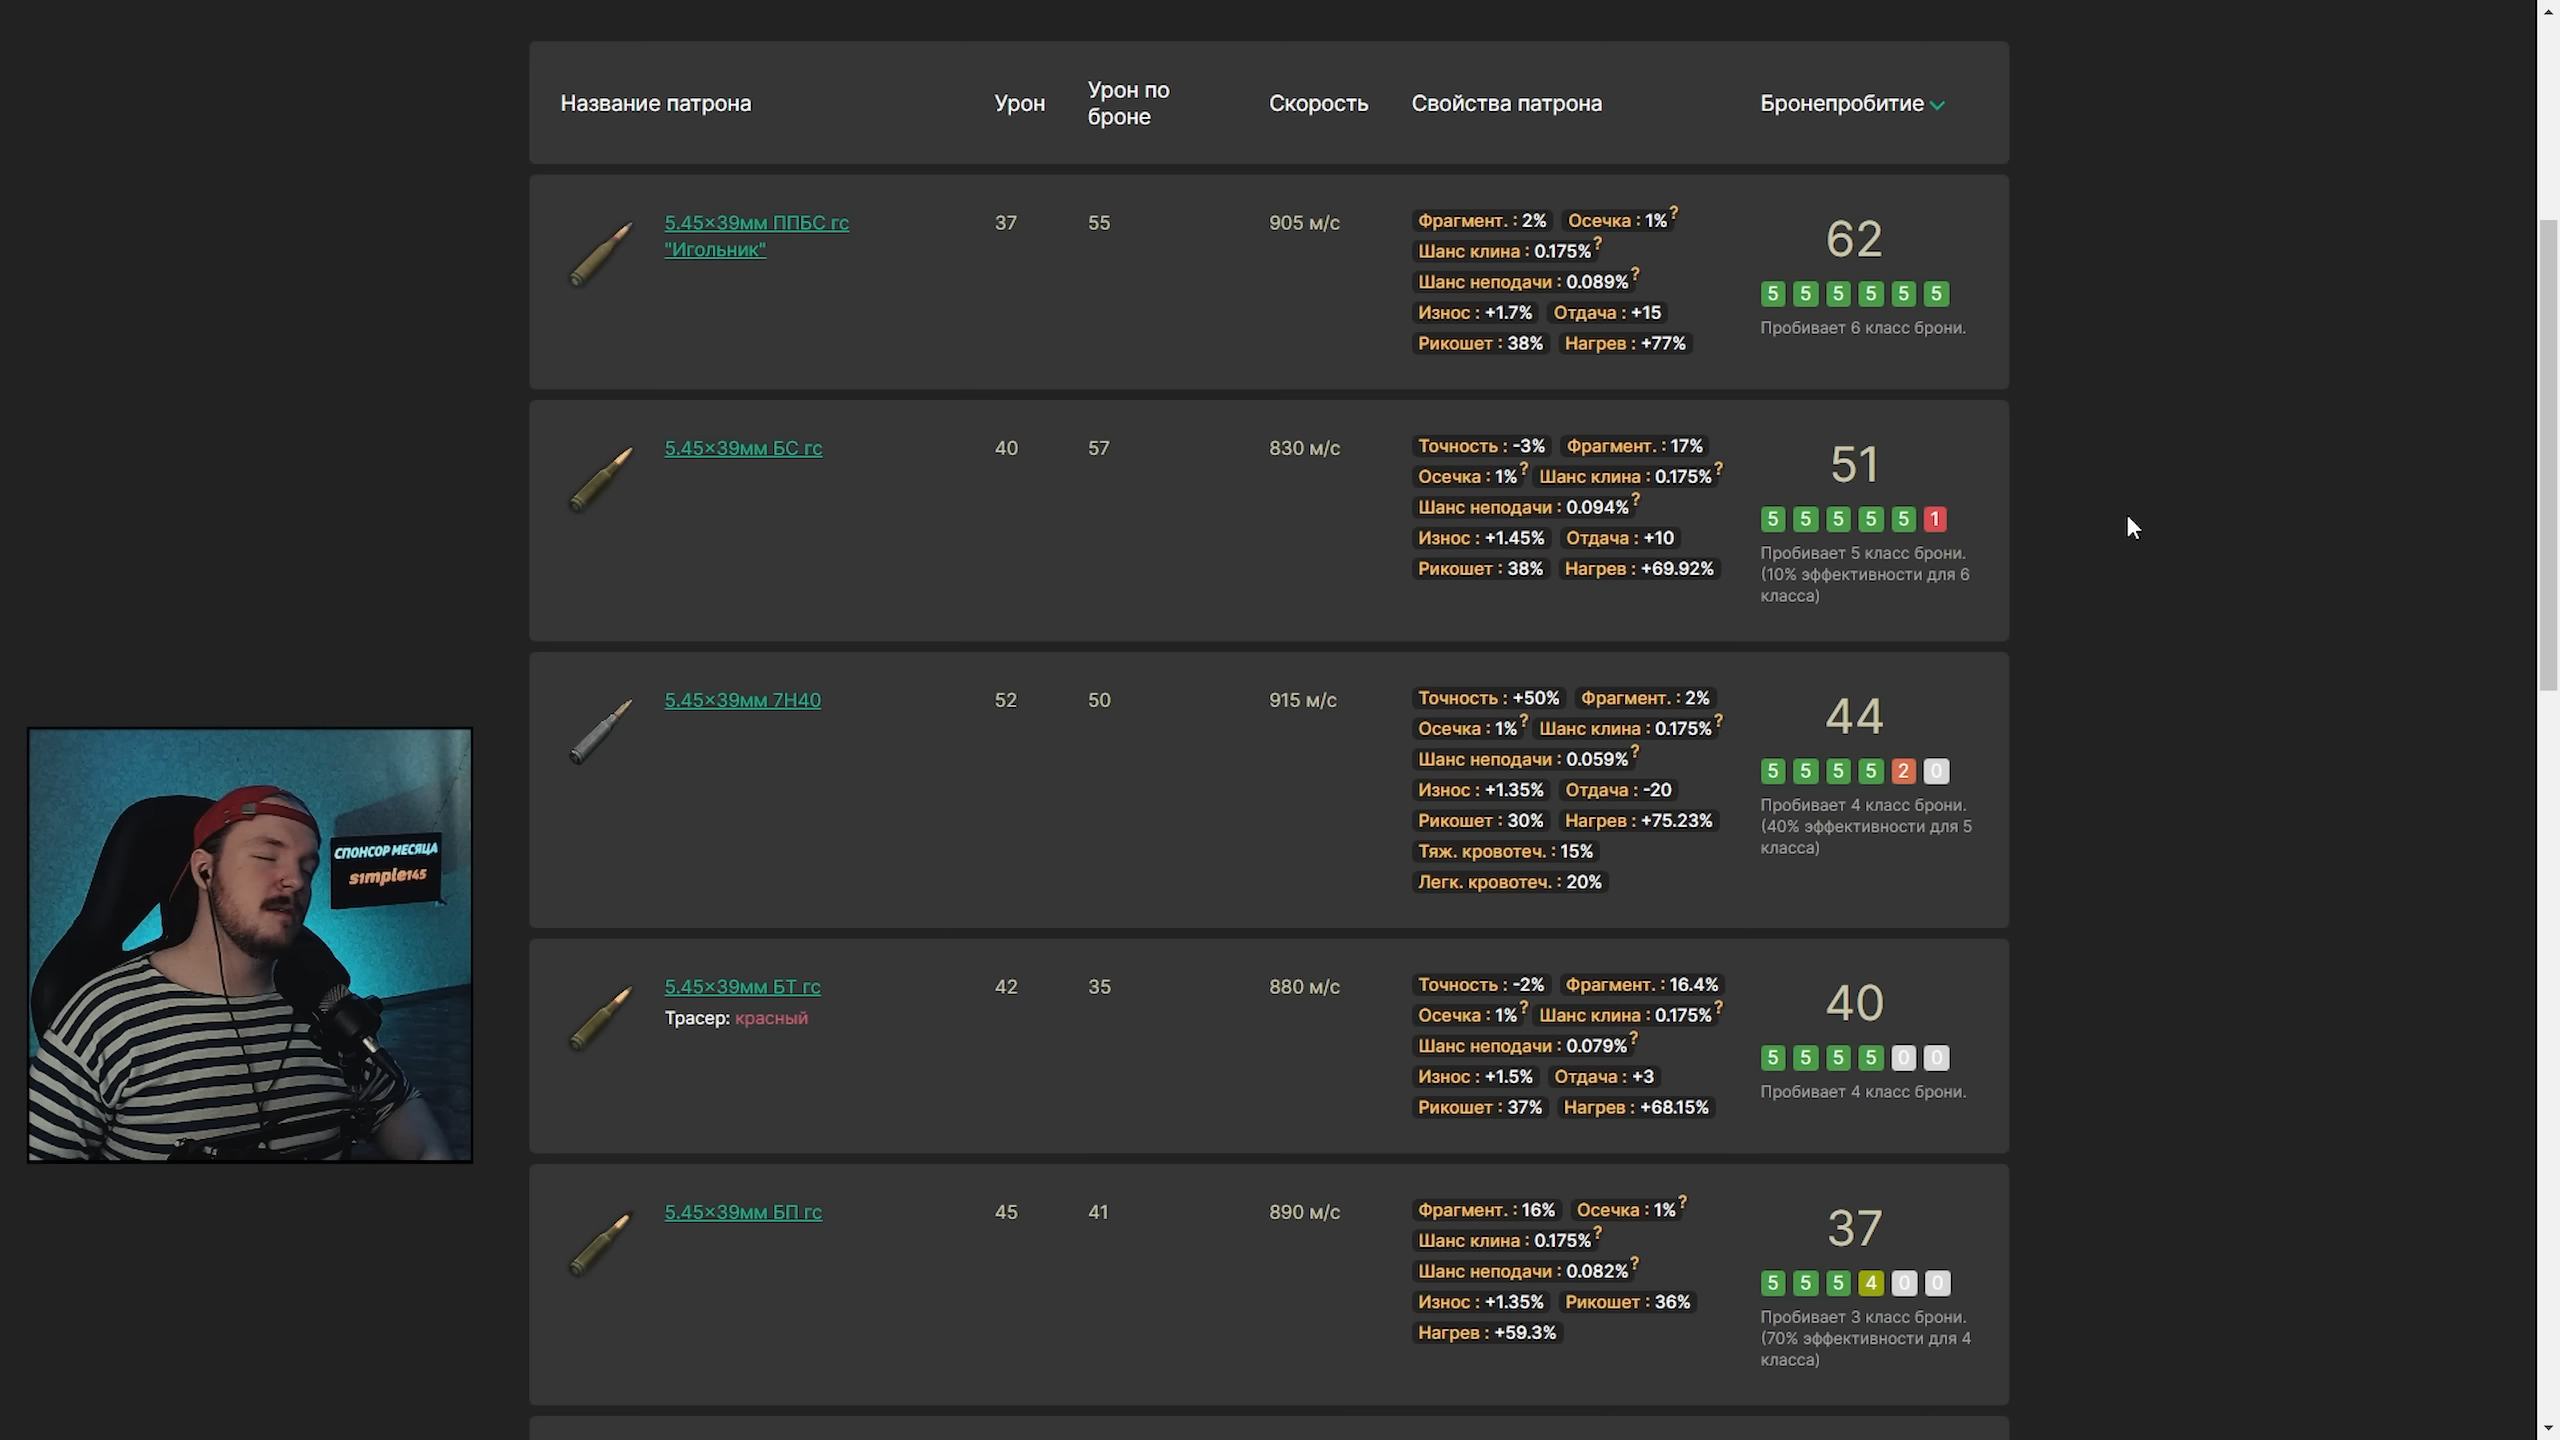 Название патрона
Урон
Урон по
броне
Скорость
Свойства патрона
Бронепробитие
5.45×39мм ППБС гс
"Игольник"
37
55
905 м/с
Фрагмент. : 2% Осечка : 1% ?
Шанс клина : 0.175% ?
Шанс неподачи : 0.089% ?
Износ : +1.7% Отдача : +15
Рикошет : 38% Нагрев : +77%
62
5 5 5 5 5 5
Пробивает 6 класс брони.
5.45×39мм БС гс
40
57
830 м/с
Точность : -3% Фрагмент. : 17%
Осечка : 1% ? Шанс клина : 0.175% ?
Шанс неподачи : 0.094% ?
Износ : +1.45% Отдача : +10
Рикошет : 38% Нагрев : +69.92%
51
5 5 5 5 5 1
Пробивает 5 класс брони.
(10% эффективности для 6
класса)
5.45×39мм 7Н40
52
50
915 м/с
Точность : +50% Фрагмент. : 2%
Осечка : 1% ? Шанс клина : 0.175% ?
Шанс неподачи : 0.059% ?
Износ : +1.35% Отдача : -20
Рикошет : 30% Нагрев : +75.23%
Тяж. кровотеч. : 15%
Легк. кровотеч. : 20%
44
5 5 5 5 2 0
Пробивает 4 класс брони.
(40% эффективности для 5
класса)
5.45×39мм БТ гс
Трасер: красный
42
35
880 м/с
Точность : -2% Фрагмент. : 16.4%
Осечка : 1% ? Шанс клина : 0.175% ?
Шанс неподачи : 0.079% ?
Износ : +1.5% Отдача : +3
Рикошет : 37% Нагрев : +68.15%
40
5 5 5 5 0 0
Пробивает 4 класс брони.
5.45×39мм БП гс
45
41
890 м/с
Фрагмент. : 16% Осечка : 1% ?
Шанс клина : 0.175% ?
Шанс неподачи : 0.082% ?
Износ : +1.35% Рикошет : 36%
Нагрев : +59.3%
37
5 5 5 4 0 0
Пробивает 3 класс брони.
(70% эффективности для 4
класса)
СПОНСОР МЕСЯЦА
s1mple145